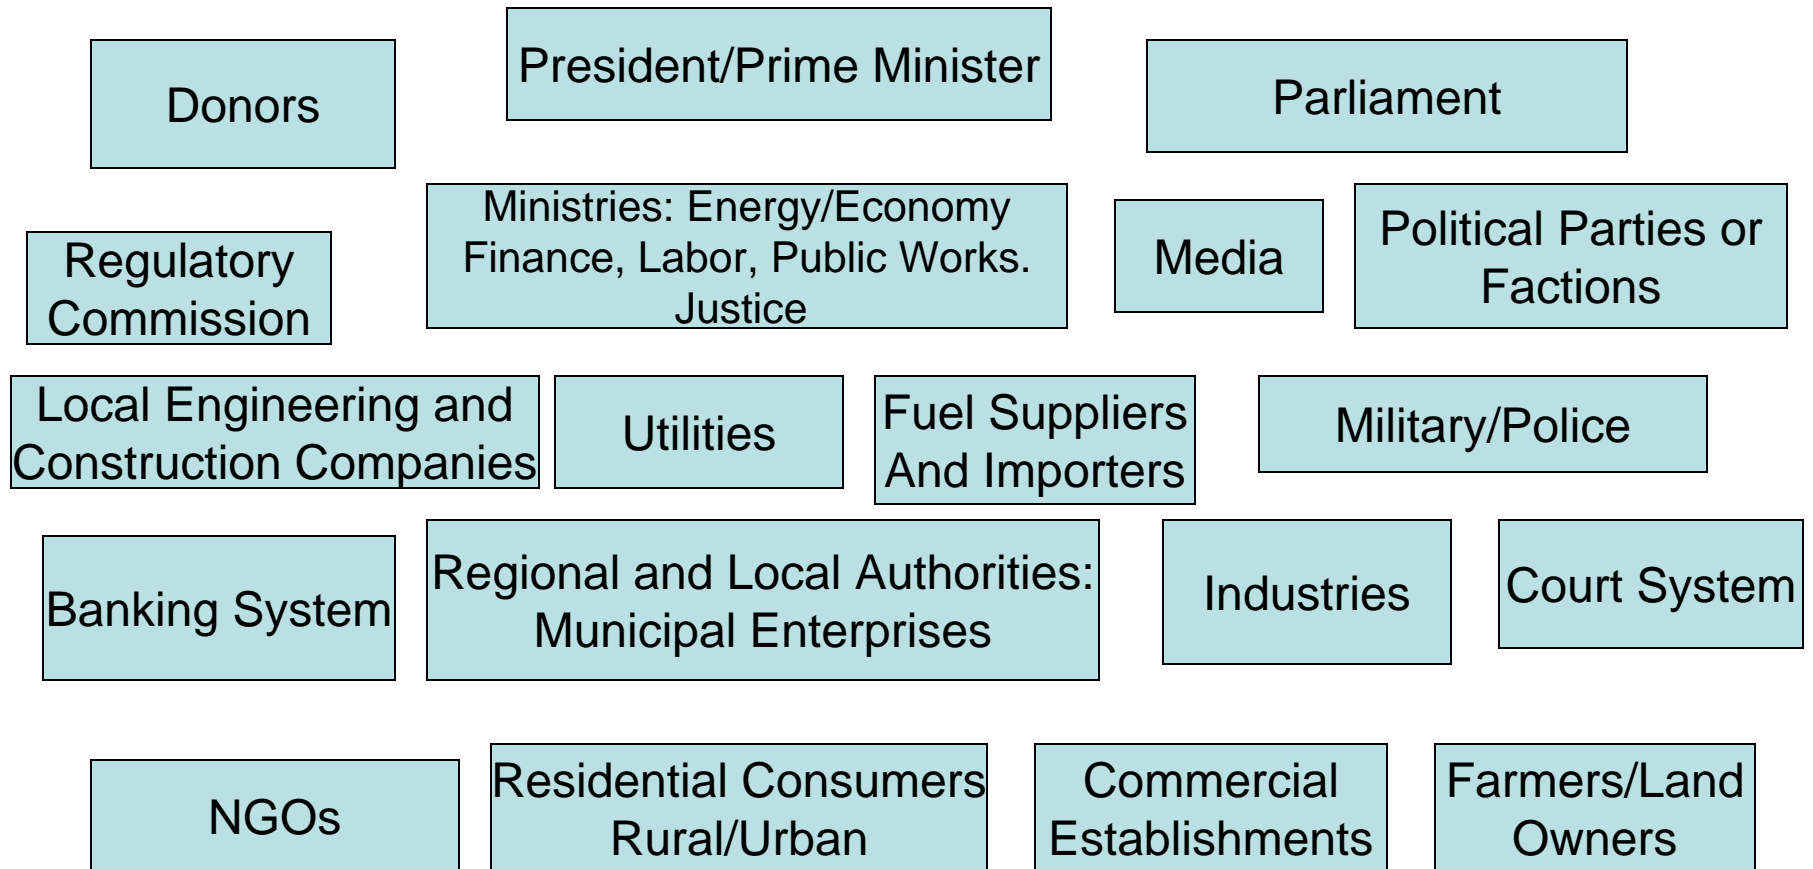 Donors
President/Prime Minister
Parliament
Regulatory
Commission
Ministries: Energy/Economy
Finance, Labor, Public Works.
Justice
Media
Political Parties or
Factions
Local Engineering and
Construction Companies
Utilities
Fuel Suppliers
And Importers
Military/Police
Banking System
Regional and Local Authorities:
Municipal Enterprises
Industries
Court System
NGOs
Residential Consumers
Rural/Urban
Commercial
Establishments
Farmers/Land
Owners